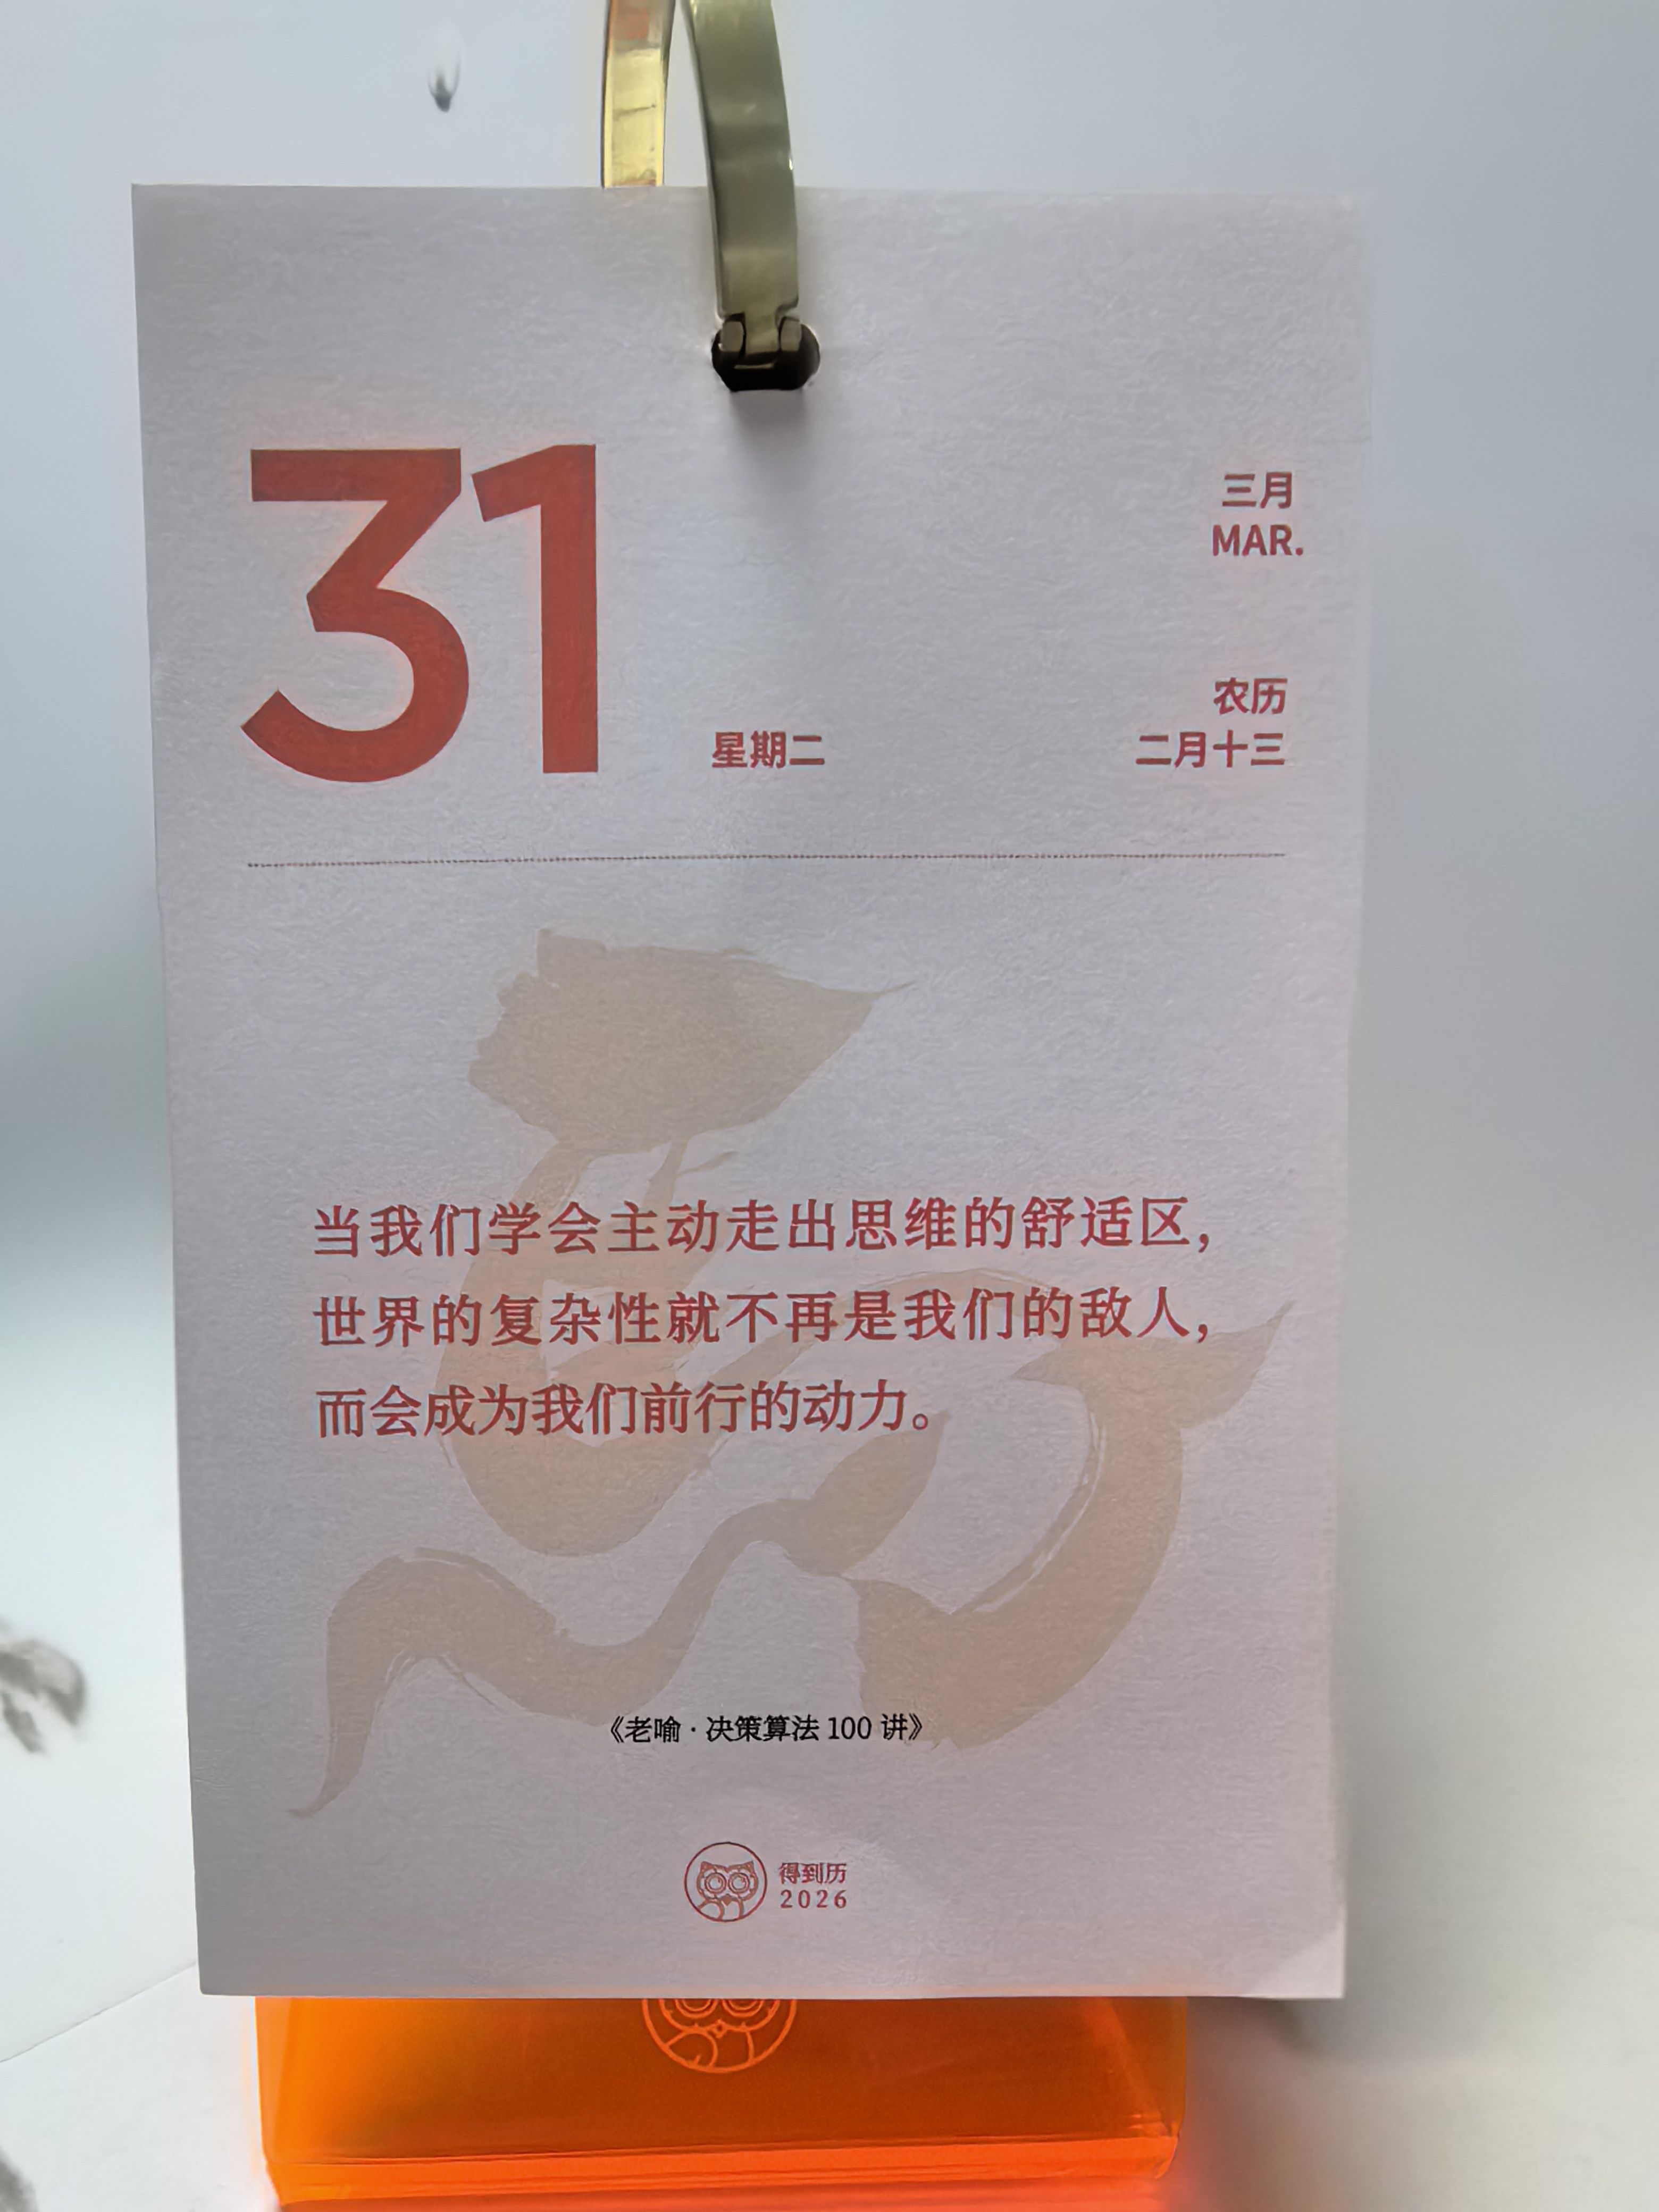 31
三月
MAR.
星期二
农历
二月十三
当我们学会主动走出思维的舒适区，
世界的复杂性就不再是我们的敌人，
而会成为我们前行的动力。
《老喻·决策算法 100 讲》
得到历
2026